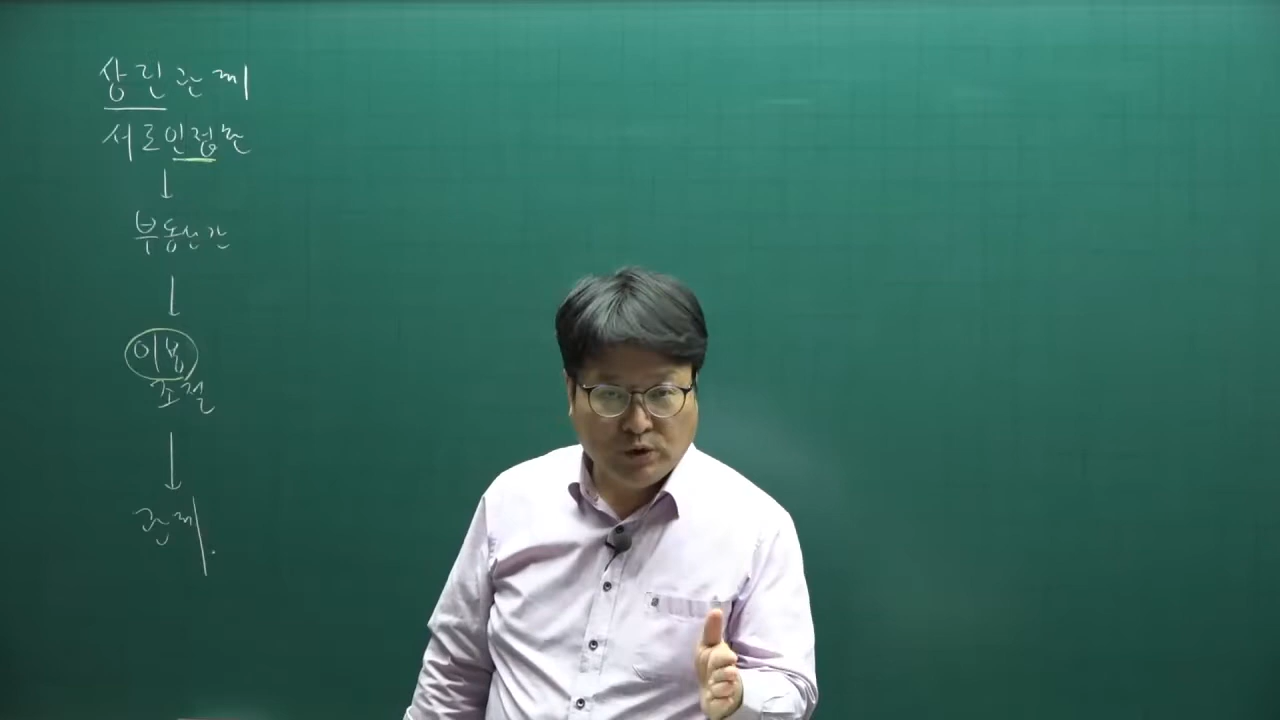 상린관계
서로인접한
부동산간
이용
조절
관계